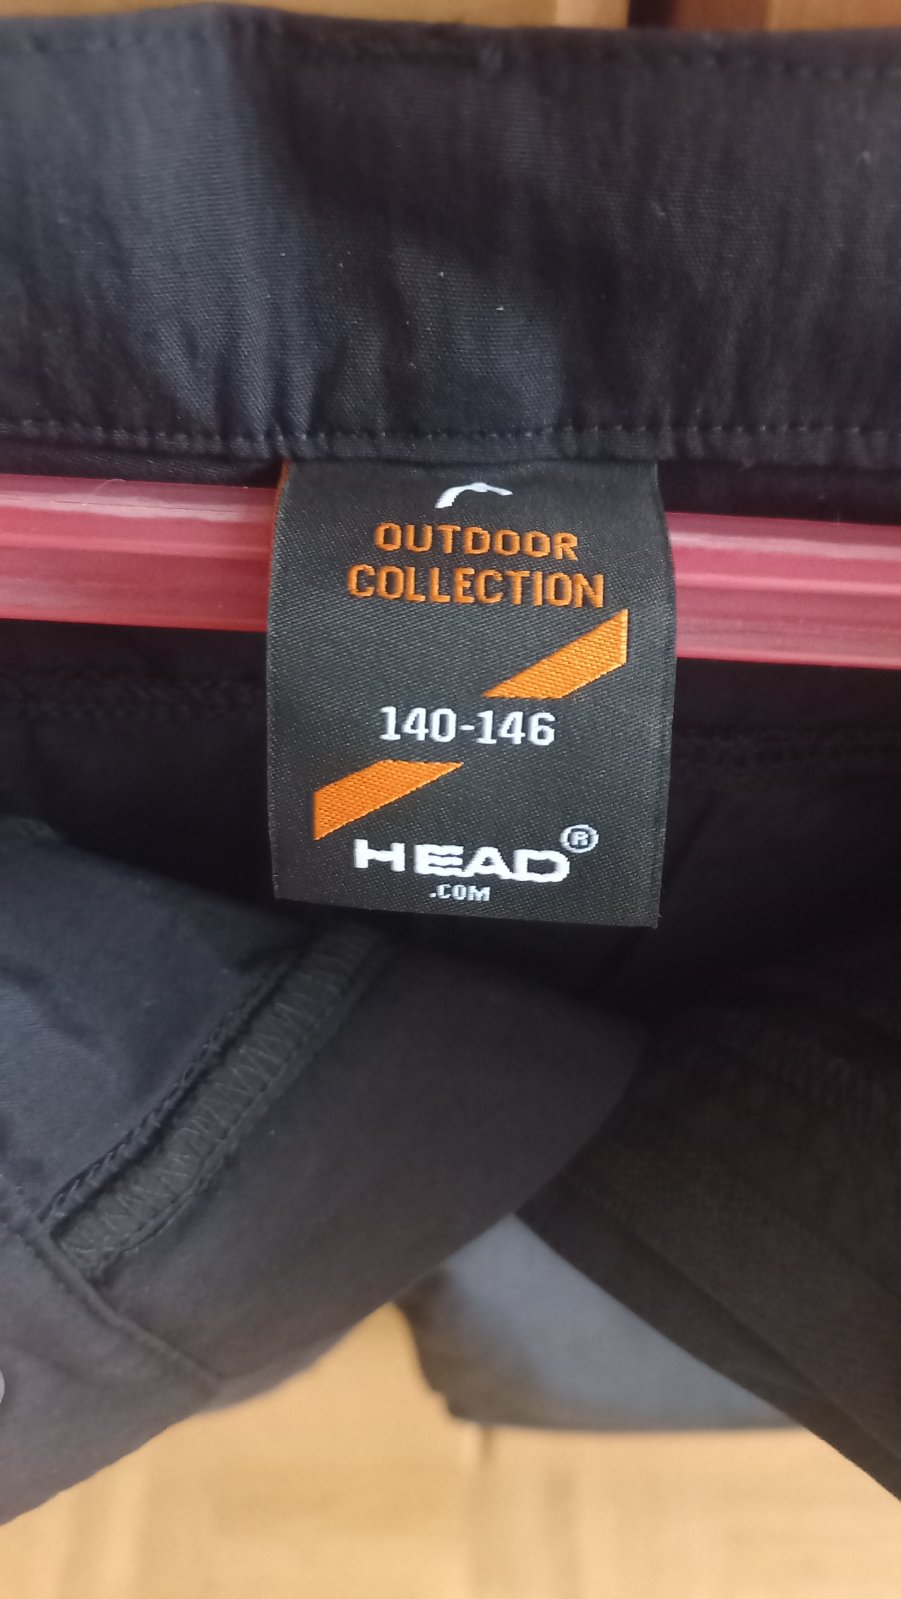 OUTDOOR
COLLECTION
140-146
HEAD®
.COM